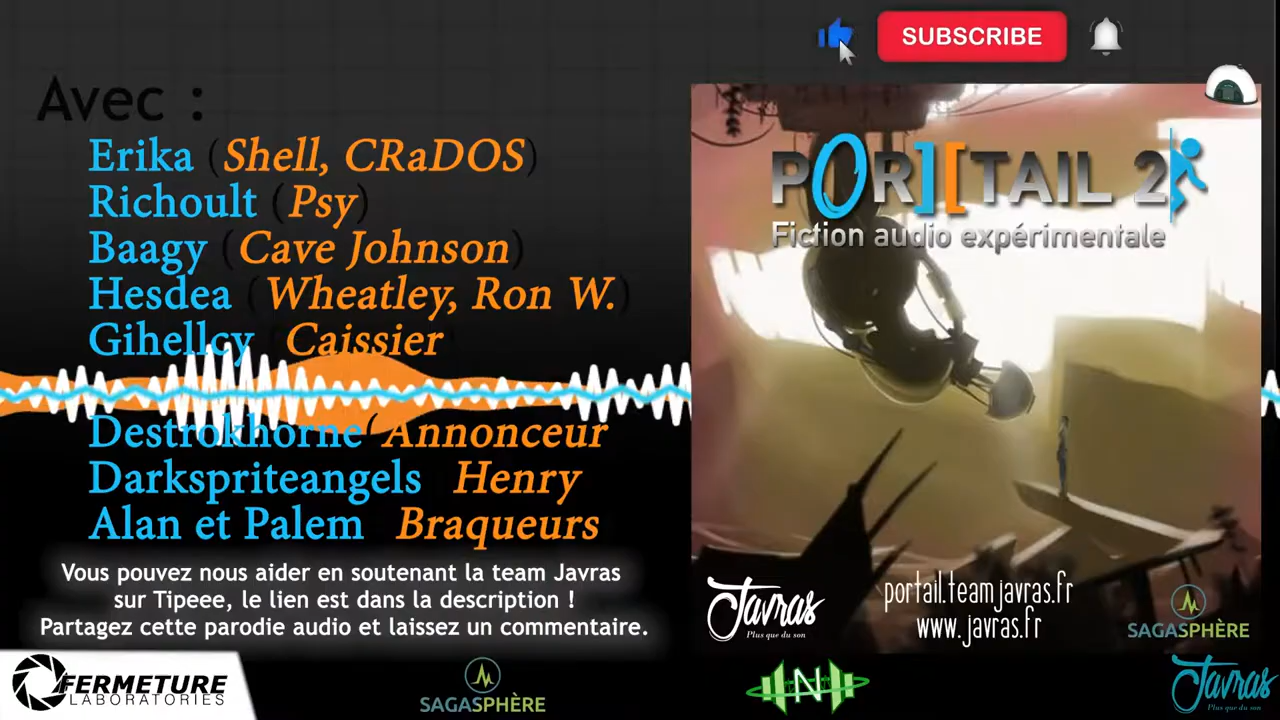 SUBSCRIBE
Avec :
Erika (Shell, CRaDOS)
Richoult (Psy)
Baagy (Cave Johnson)
Hesdea (Wheatley, Ron W.)
Gihellcy Caissier
Destrokhorne (Annonceur
Darkspriteangels Henry
Alan et Palem Braqueurs
Vous pouvez nous aider en soutenant la team Javras
sur Tipeee, le lien est dans la description !
Partagez cette parodie audio et laissez un commentaire.
POR][TAIL 2
Fiction audio expérimentale
Javras
Plus que du son
portail.teamjavras.fr
www.javras.fr
SAGASPHÈRE
FERMETURE
LABORATORIES
SAGASPHÈRE
N
Javras
Plus que du son